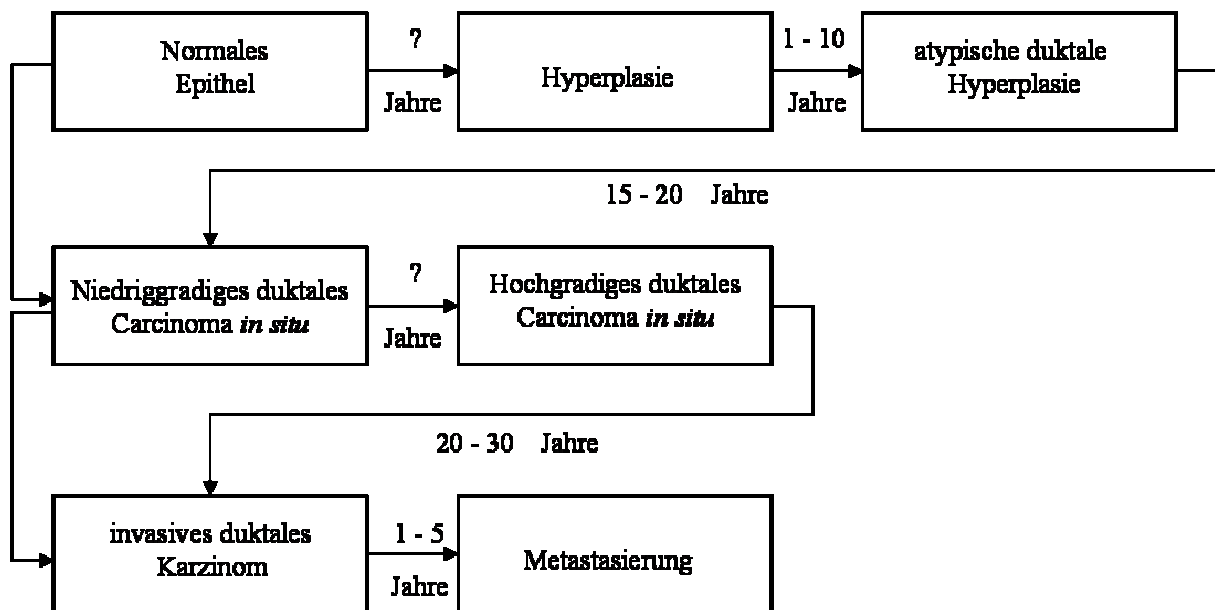 Normales
Epithel
?
Jahre
Hyperplasie
1 - 10
Jahre
atypische duktale
Hyperplasie
15 - 20 Jahre
Niedriggradiges duktales
Carcinoma in situ
?
Jahre
Hochgradiges duktales
Carcinoma in situ
20 - 30 Jahre
invasives duktales
Karzinom
1 - 5
Jahre
Metastasierung